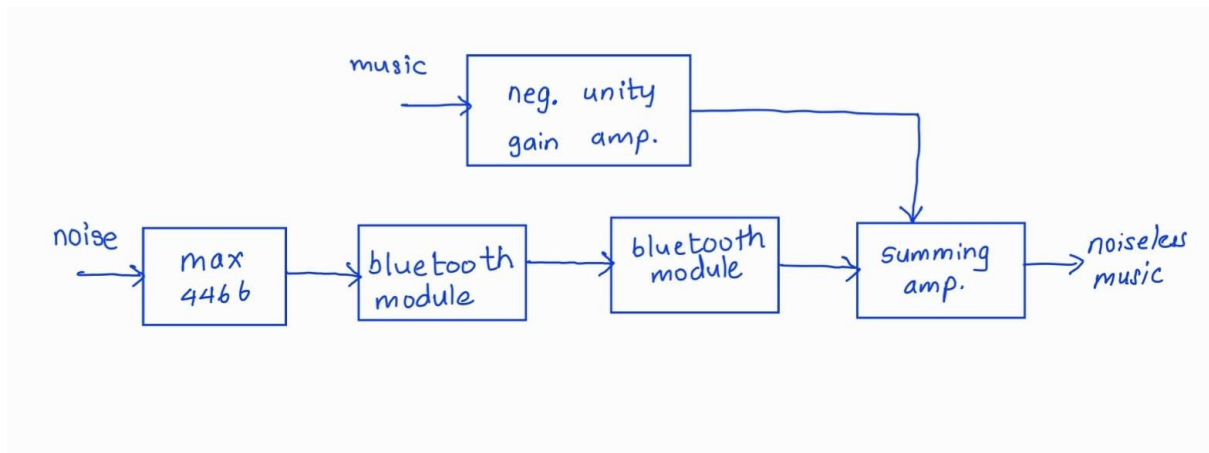 music
neg. unity
gain amp.
noise
max
4466
bluetooth
module
bluetooth
module
summing
amp.
noiseless
music